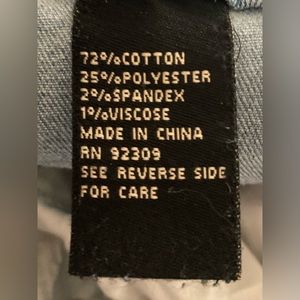 72%COTTON
25%POLYESTER
2%SPANDEX
1%VISCOSE
MADE IN CHINA
RN 92309
SEE REVERSE SIDE
FOR CARE